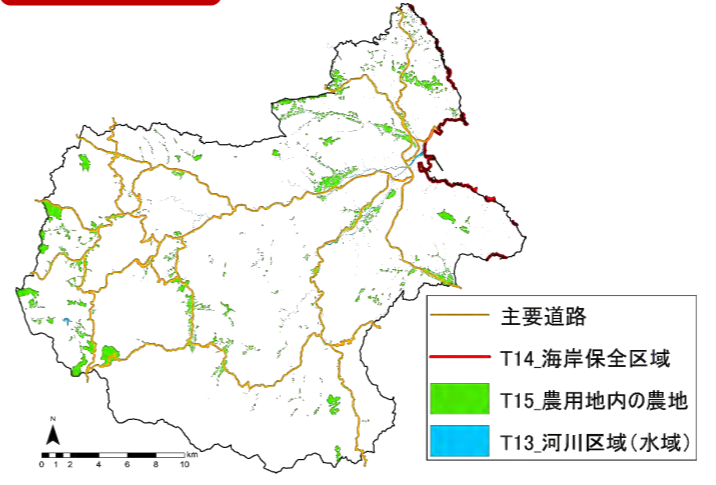 主要道路
T14_海岸保全区域
T15_農用地内の農地
T13_河川区域(水域)
N
0 1 2 4 6 8 10 km